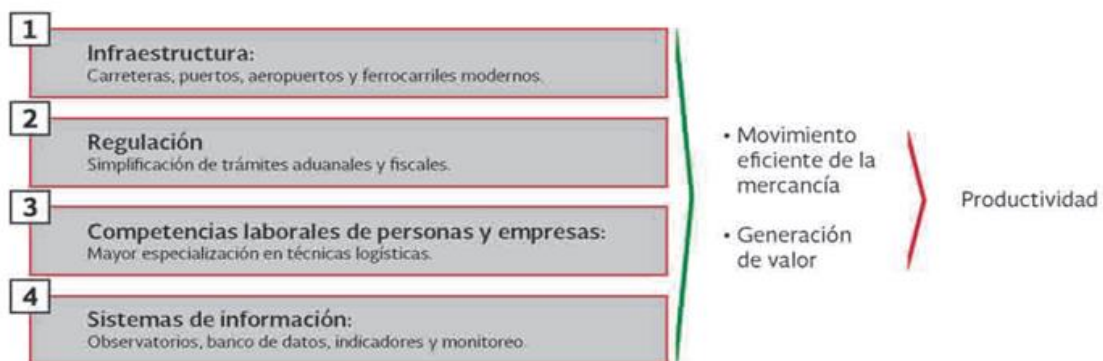 1
Infraestructura:
Carreteras, puertos, aeropuertos y ferrocarriles modernos.
2
Regulación
Simplificación de trámites aduanales y fiscales.
3
Competencias laborales de personas y empresas:
Mayor especialización en técnicas logísticas.
4
Sistemas de información:
Observatorios, banco de datos, indicadores y monitoreo.
• Movimiento
eficiente de la
mercancía
• Generación
de valor
Productividad